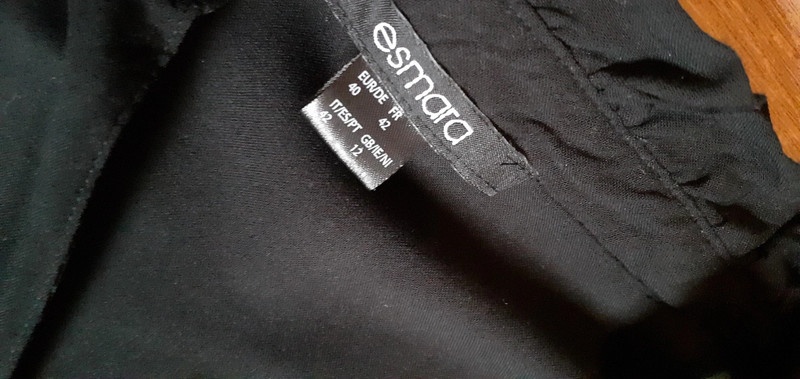 esmara
EUR/DE FR
40 42
IT/ES/PT GB/IE/NI
42 12